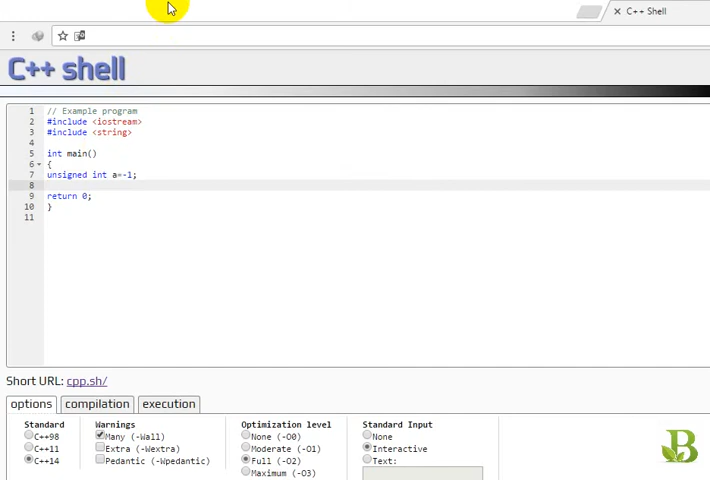 C++ Shell
C++ shell
1 // Example program
2 #include <iostream>
3 #include <string>
4
5 int main()
6 {
7 unsigned int a=-1;
8
9 return 0;
10 }
11
Short URL: cpp.sh/
options compilation execution
Standard
C++98
C++11
C++14
Warnings
Many (-Wall)
Extra (-Wextra)
Pedantic (-Wpedantic)
Optimization level
None (-O0)
Moderate (-O1)
Full (-O2)
Maximum (-O3)
Standard Input
None
Interactive
Text:
B